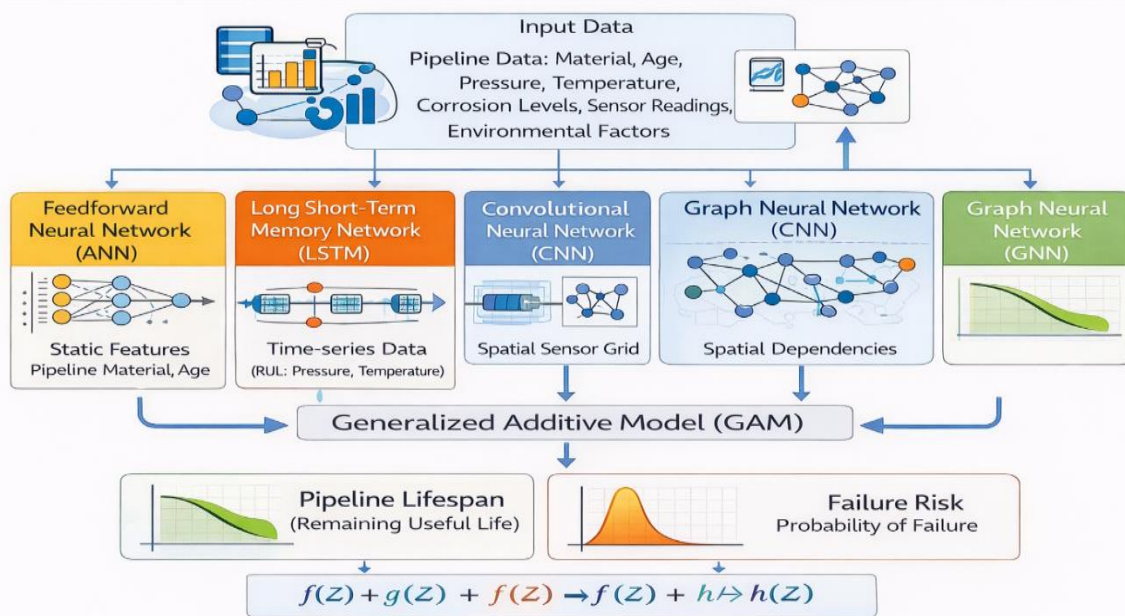 Input Data
Pipeline Data: Material, Age,
Pressure, Temperature,
Corrosion Levels, Sensor Readings,
Environmental Factors
Feedforward
Neural Network
(ANN)
Static Features
Pipeline Material, Age
Long Short-Term
Memory Network
(LSTM)
Time-series Data
(RUL: Pressure, Temperature)
Convolutional
Neural Network
(CNN)
Spatial Sensor Grid
Graph Neural Network
(CNN)
Spatial Dependencies
Graph Neural
Network
(GNN)
Generalized Additive Model (GAM)
Pipeline Lifespan
(Remaining Useful Life)
Failure Risk
Probability of Failure
f(Z) + g(Z) + f(Z) → f(Z) + h↦ h(Z)